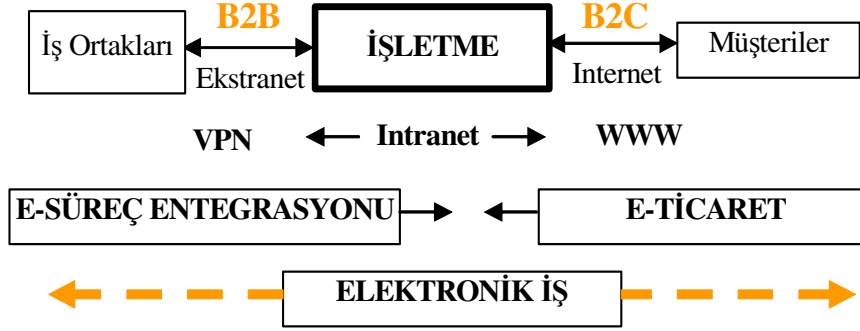 B2B
B2C
İş Ortakları
İŞLETME
Müşteriler
Ekstranet
Internet
VPN
Intranet
WWW
E-SÜREÇ ENTEGRASYONU
E-TİCARET
ELEKTRONİK İŞ